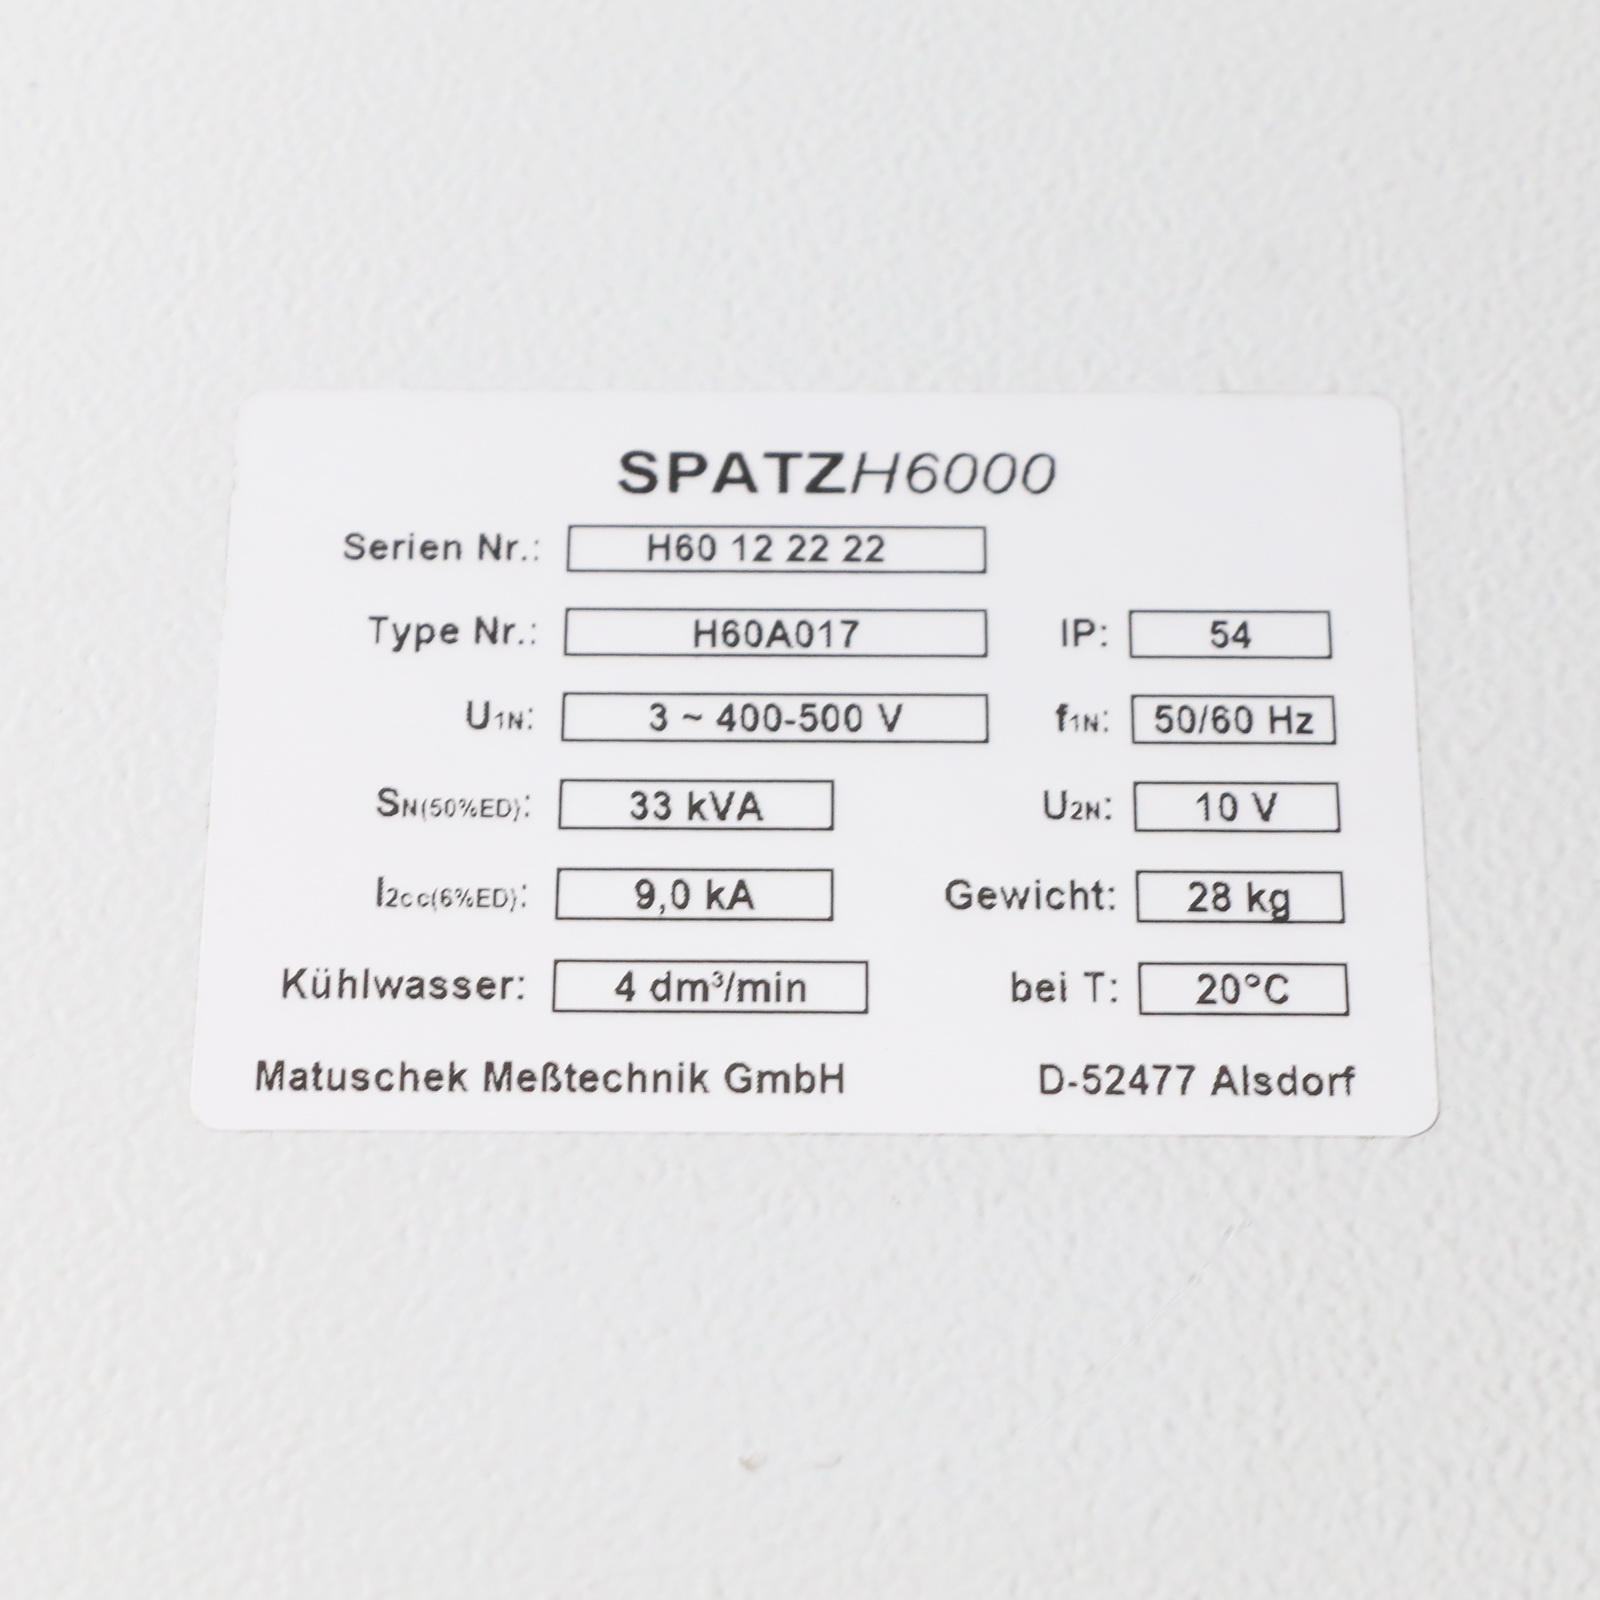 SPATZH6000
Serien Nr.: H60 12 22 22
Type Nr.: H60A017 IP: 54
U1N: 3 ~ 400-500 V f1N: 50/60 Hz
SN(50%ED): 33 kVA U2N: 10 V
I2cc(6%ED): 9,0 kA Gewicht: 28 kg
Kühlwasser: 4 dm³/min bei T: 20°C
Matuschek Meßtechnik GmbH D-52477 Alsdorf